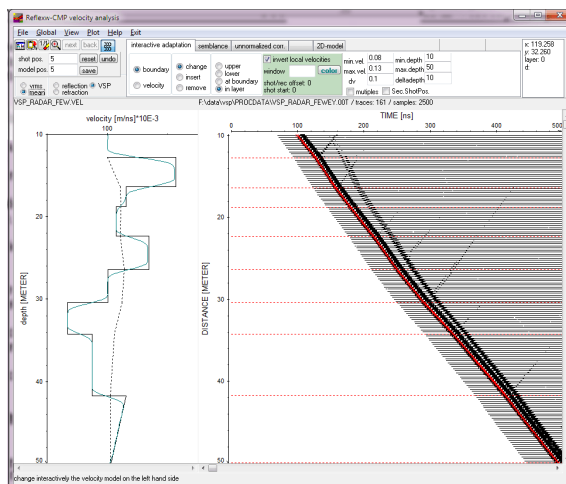 Reflexw-CMP velocity analysis
File Global View Plot Help Exit
next back
interactive adaptation semblance unnormalized corr. 2D-model
shot pos. 5 reset undo
model pos. 5 save
vrms reflection VSP
mean refraction
boundary
velocity
change
insert
remove
upper
lower
at boundary
in layer
invert local velocities
window color
shot/rec offset: 0
shot start: 0
min.vel. 0.08 min.depth 10
max.vel. 0.13 max.depth 50
dv 0.1 deltadepth 10
mutiples Sec.ShotPos.
x: 119.258
y: 32.260
layer: 0
d:
VSP_RADAR_FEW.VEL
F:\data\vsp\PROCDATA\VSP_RADAR_FEWEY.00T / traces: 161 / samples: 2500
velocity [m/ns]*10E-3
100
10
20
30
40
50
depth [METER]
100
TIME [ns]
0 100 200 300 400 500
10
20
30
40
50
DISTANCE [METER]
change interactively the velocity model on the left hand side